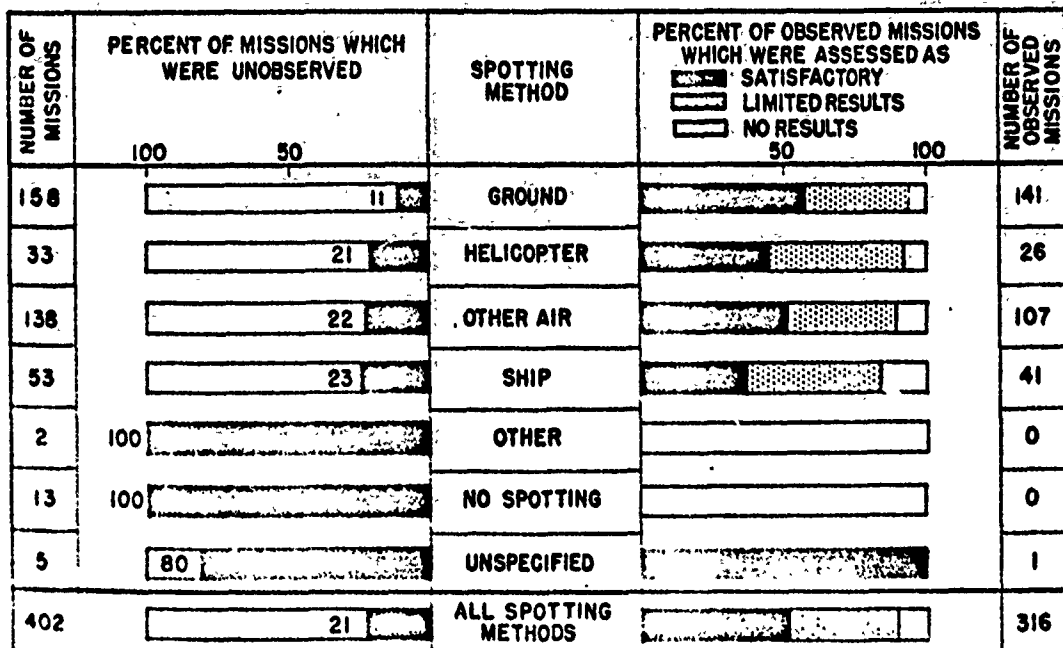 NUMBER OF MISSIONS
PERCENT OF MISSIONS WHICH
WERE UNOBSERVED
SPOTTING
METHOD
PERCENT OF OBSERVED MISSIONS
WHICH WERE ASSESSED AS
SATISFACTORY
LIMITED RESULTS
NO RESULTS
NUMBER OF OBSERVED MISSIONS
100 50 50 100
158 11 GROUND 141
33 21 HELICOPTER 26
138 22 OTHER AIR 107
53 23 SHIP 41
2 100 OTHER 0
13 100 NO SPOTTING 0
5 80 UNSPECIFIED 1
402 21 ALL SPOTTING METHODS 316